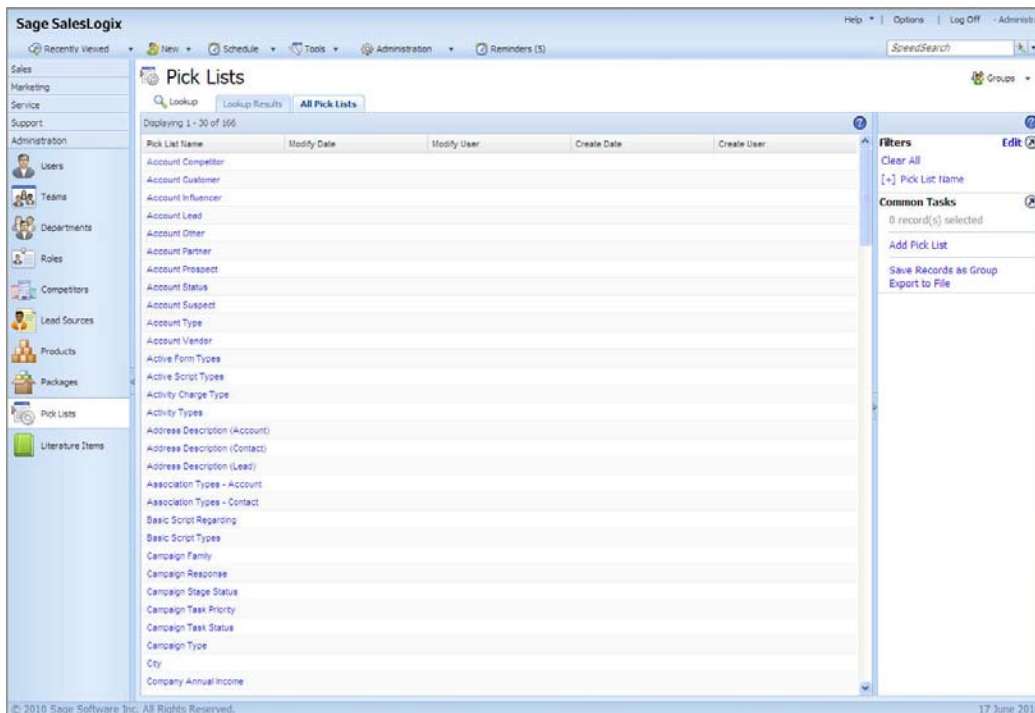 Sage SalesLogix
Help | Options | Log Off
Recently Viewed New Schedule Tools Administration Reminders (5) SpeedSearch
Sales
Marketing
Service
Support
Administration
Users
Teams
Departments
Roles
Competitors
Lead Sources
Products
Packages
Pick Lists
Literature Items
Pick Lists
Groups
Lookup Lookup Results All Pick Lists
Displaying 1 - 30 of 166
Pick List Name Modify Date Modify User Create Date Create User
Account Competitor
Account Customer
Account Influencer
Account Lead
Account Other
Account Partner
Account Prospect
Account Status
Account Suspect
Account Type
Account Vendor
Active Form Types
Active Script Types
Activity Charge Type
Activity Types
Address Description (Account)
Address Description (Contact)
Address Description (Lead)
Association Types - Account
Association Types - Contact
Basic Script Regarding
Basic Script Types
Campaign Family
Campaign Response
Campaign Stage Status
Campaign Task Priority
Campaign Task Status
Campaign Type
City
Company Annual Income
Filters Edit
Clear All
[+] Pick List Name
Common Tasks
0 record(s) selected
Add Pick List
Save Records as Group
Export to File
© 2010 Sage Software Inc. All Rights Reserved.
17 June